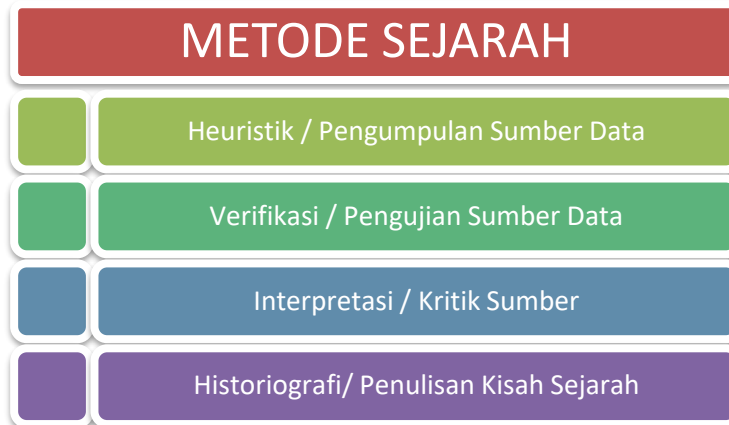 METODE SEJARAH
Heuristik / Pengumpulan Sumber Data
Verifikasi / Pengujian Sumber Data
Interpretasi / Kritik Sumber
Historiografi/ Penulisan Kisah Sejarah